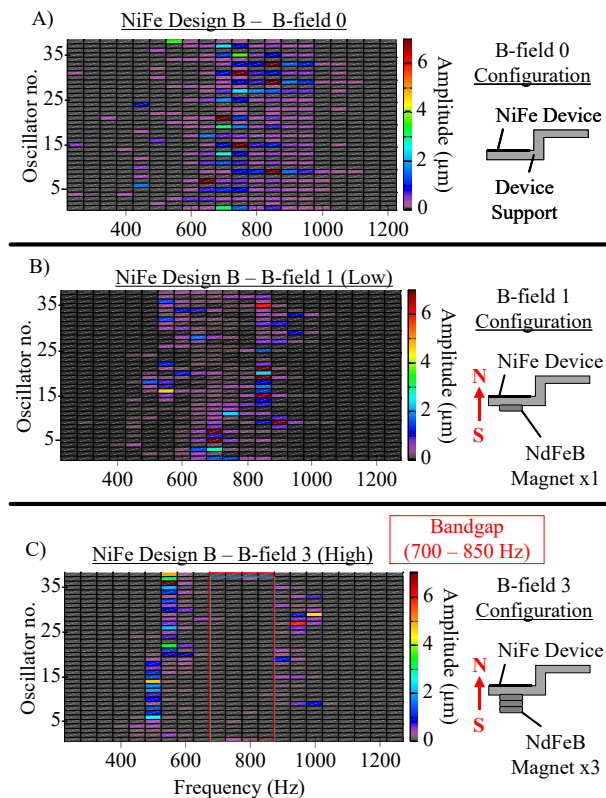 A)
NiFe Design B – B-field 0
Oscillator no.
35
25
15
5
400
600
800
1000
1200
6
4
2
0
Amplitude (μm)
B-field 0
Configuration
NiFe Device
Device
Support
B)
NiFe Design B – B-field 1 (Low)
Oscillator no.
35
25
15
5
200
400
600
800
1000
1200
6
4
2
0
Amplitude (μm)
B-field 1
Configuration
N
S
NiFe Device
NdFeB
Magnet x1
Bandgap
(700 – 850 Hz)
C)
NiFe Design B – B-field 3 (High)
Oscillator no.
35
25
15
5
200
400
600
800
1000
1200
Frequency (Hz)
6
4
2
0
Amplitude (μm)
B-field 3
Configuration
N
S
NiFe Device
NdFeB
Magnet x3